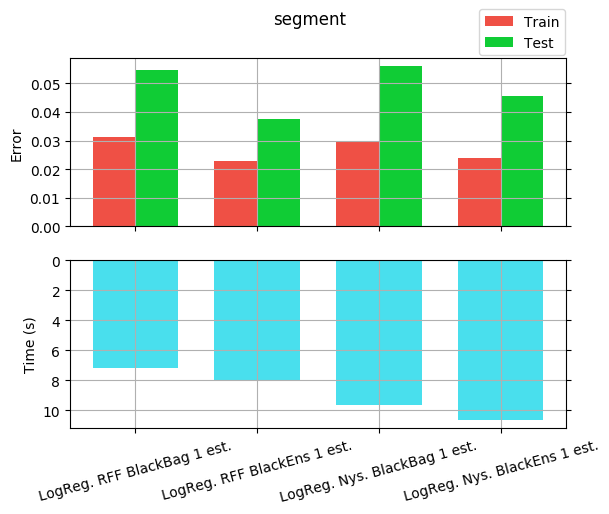 segment
Train
Test
Error
0.05
0.04
0.03
0.02
0.01
0.00
Time (s)
0
2
4
6
8
10
LogReg. RFF BlackBag 1 est.
LogReg. RFF BlackEns 1 est.
LogReg. Nys. BlackBag 1 est.
LogReg. Nys. BlackEns 1 est.